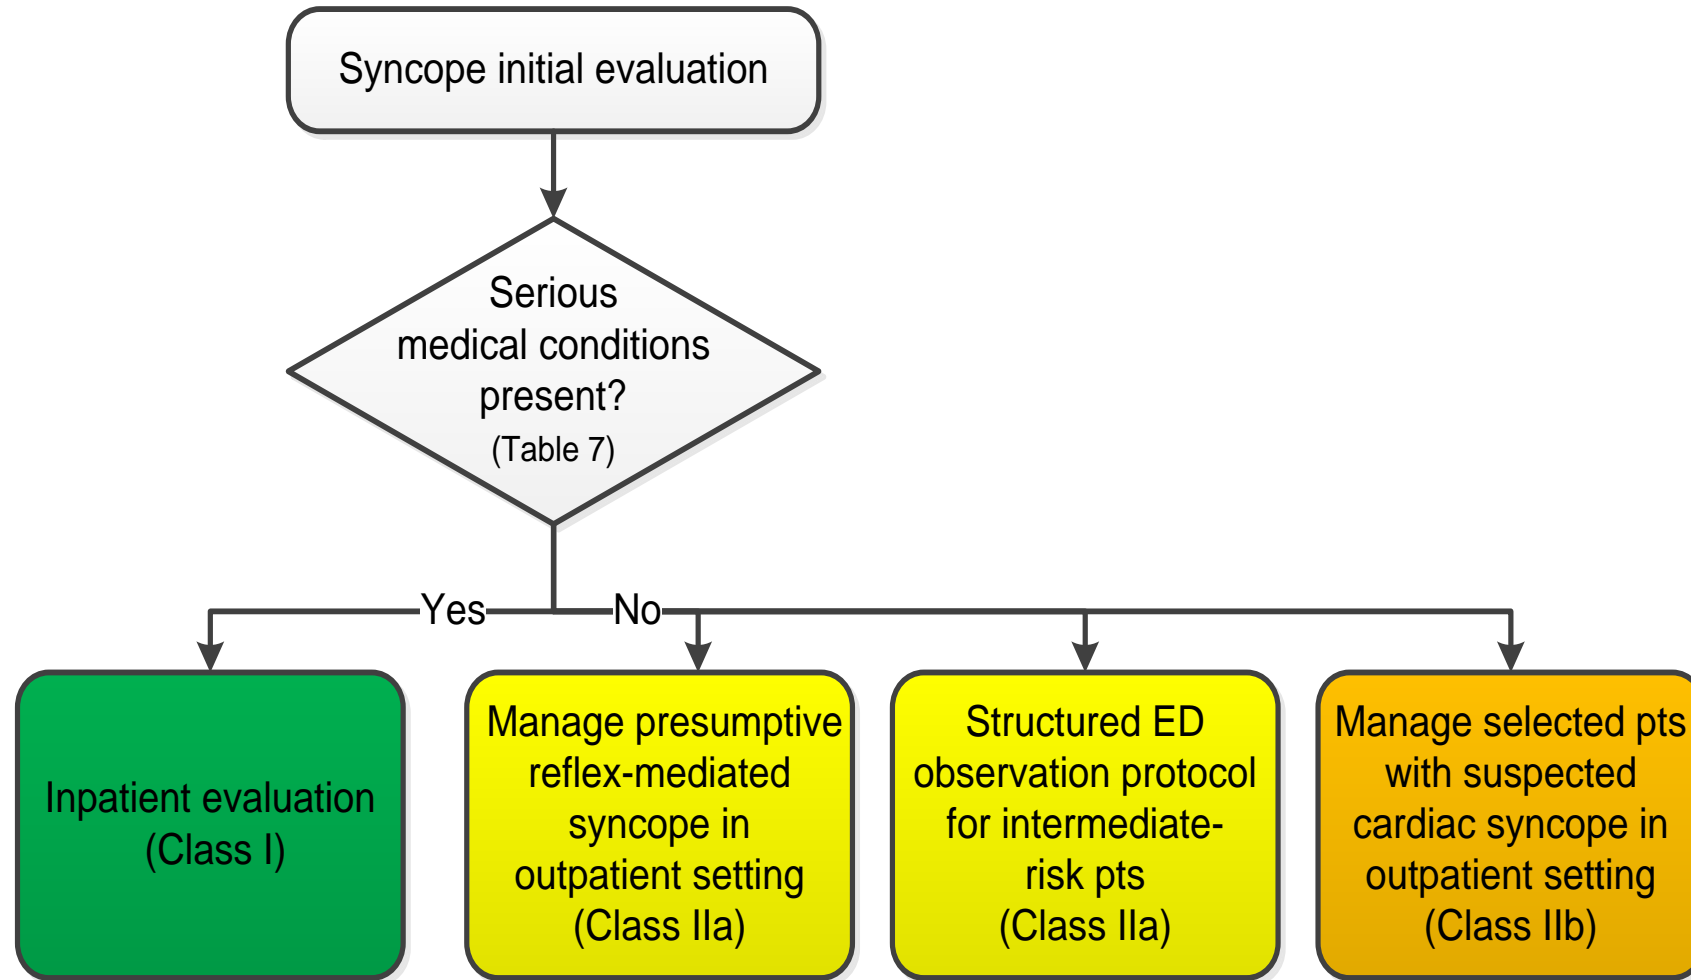 Syncope initial evaluation
Serious
medical conditions
present?
(Table 7)
Yes
No
Inpatient evaluation
(Class I)
Manage presumptive
reflex-mediated
syncope in
outpatient setting
(Class IIa)
Structured ED
observation protocol
for intermediate-
risk pts
(Class IIa)
Manage selected pts
with suspected
cardiac syncope in
outpatient setting
(Class IIb)